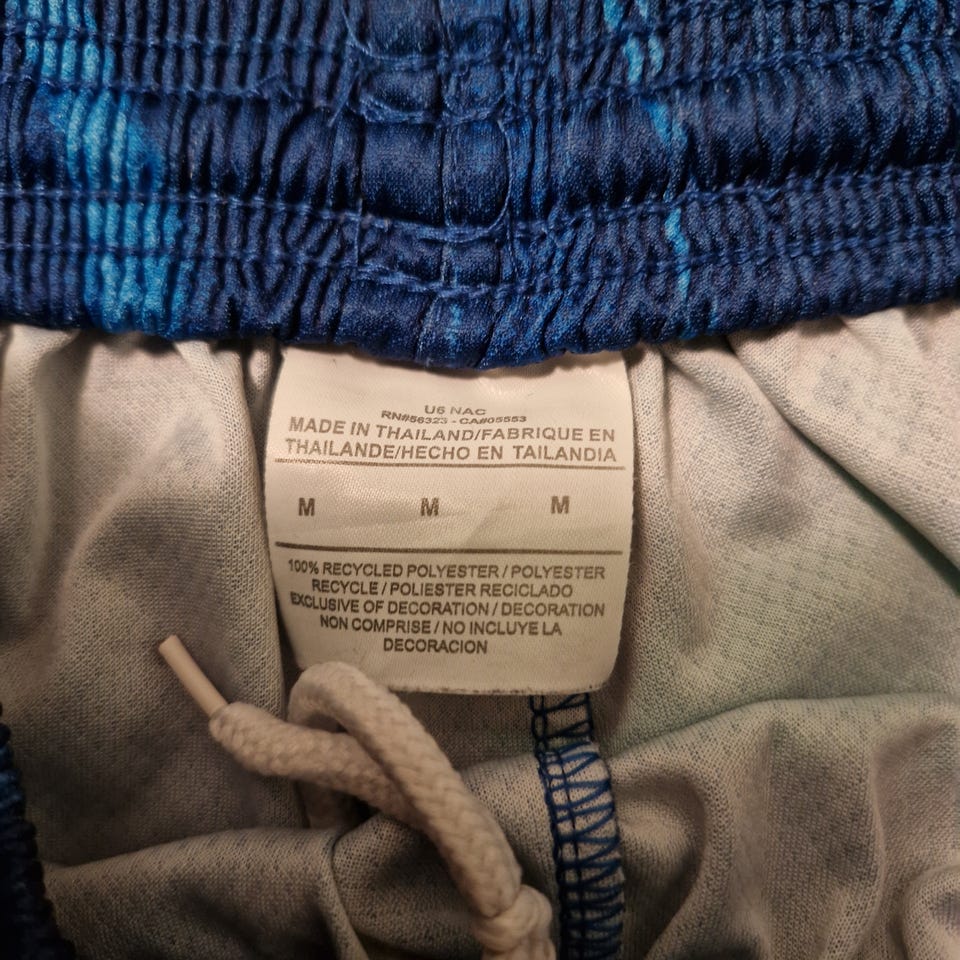 U6 NAC
RN#56323 - CA#05553
MADE IN THAILAND/FABRIQUE EN
THAILANDE/HECHO EN TAILANDIA
M M M
100% RECYCLED POLYESTER / POLYESTER
RECYCLE / POLIESTER RECICLADO
EXCLUSIVE OF DECORATION / DECORATION
NON COMPRISE / NO INCLUYE LA
DECORACION